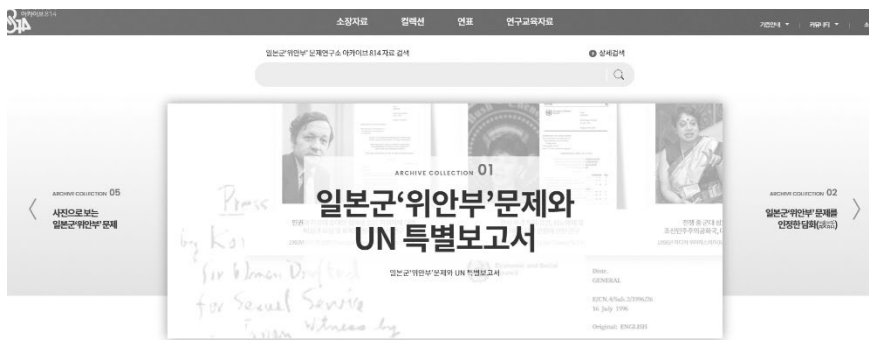 아카이브814
소장자료 컬렉션 연표 연구교육자료
기관안내 커뮤니티
일본군'위안부' 문제연구소 아카이브814 자료 검색
상세검색
ARCHIVE COLLECTION 01
일본군‘위안부’문제와
UN 특별보고서
일본군'위안부'문제와 UN 특별보고서
ARCHIVE COLLECTION 05
사진으로 보는
일본군'위안부' 문제
ARCHIVE COLLECTION 02
일본군'위안부' 문제를
인정한 담화
Press
by
Six Women Drafted
for Sexual Service
Witness by
Distr.
GENERAL
E/CN.4/Sub.2/1996/26
16 July 1996
Original: ENGLISH